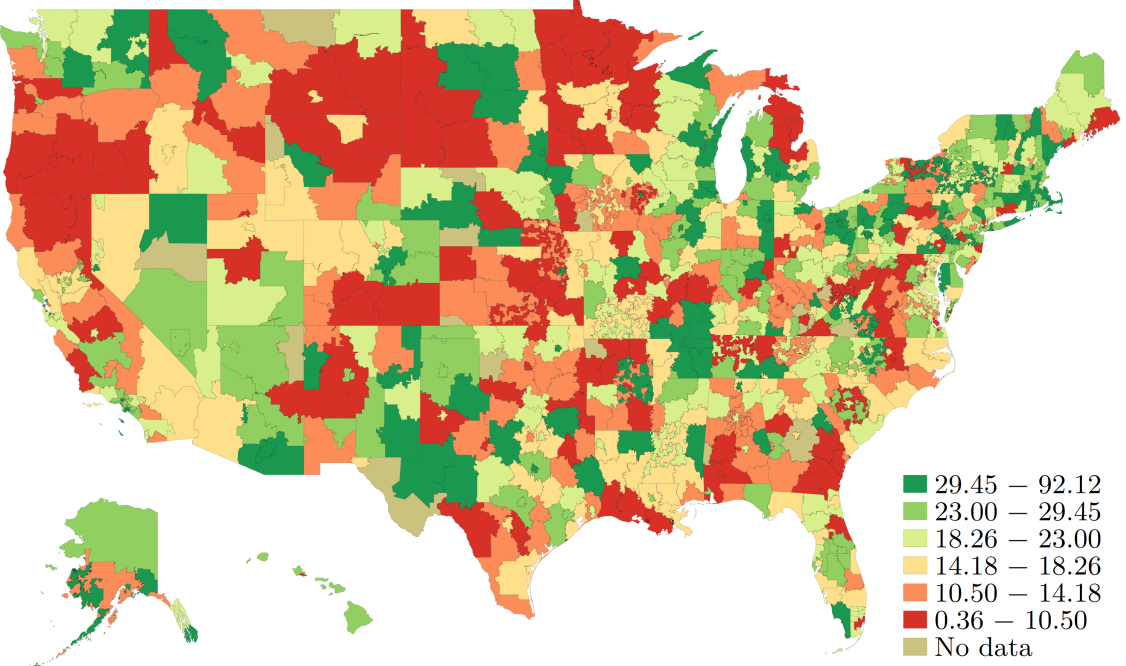 29.45 − 92.12
23.00 − 29.45
18.26 − 23.00
14.18 − 18.26
10.50 − 14.18
0.36 − 10.50
No data